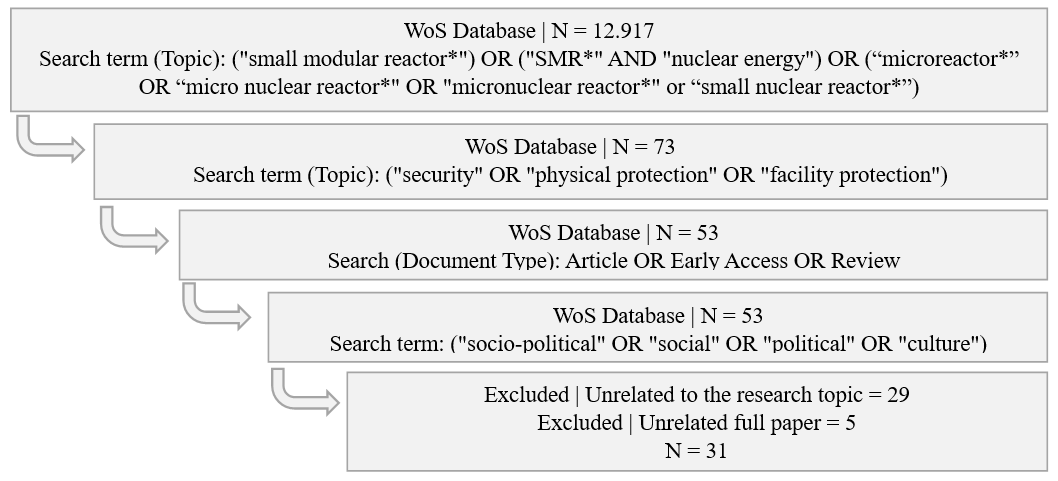 WoS Database | N = 12.917
Search term (Topic): ("small modular reactor*") OR ("SMR*" AND "nuclear energy") OR (“microreactor*”
OR “micro nuclear reactor*" OR "micronuclear reactor*" or “small nuclear reactor*”)
WoS Database | N = 73
Search term (Topic): ("security" OR "physical protection" OR "facility protection")
WoS Database | N = 53
Search (Document Type): Article OR Early Access OR Review
WoS Database | N = 53
Search term: ("socio-political" OR "social" OR "political" OR "culture")
Excluded | Unrelated to the research topic = 29
Excluded | Unrelated full paper = 5
N = 31